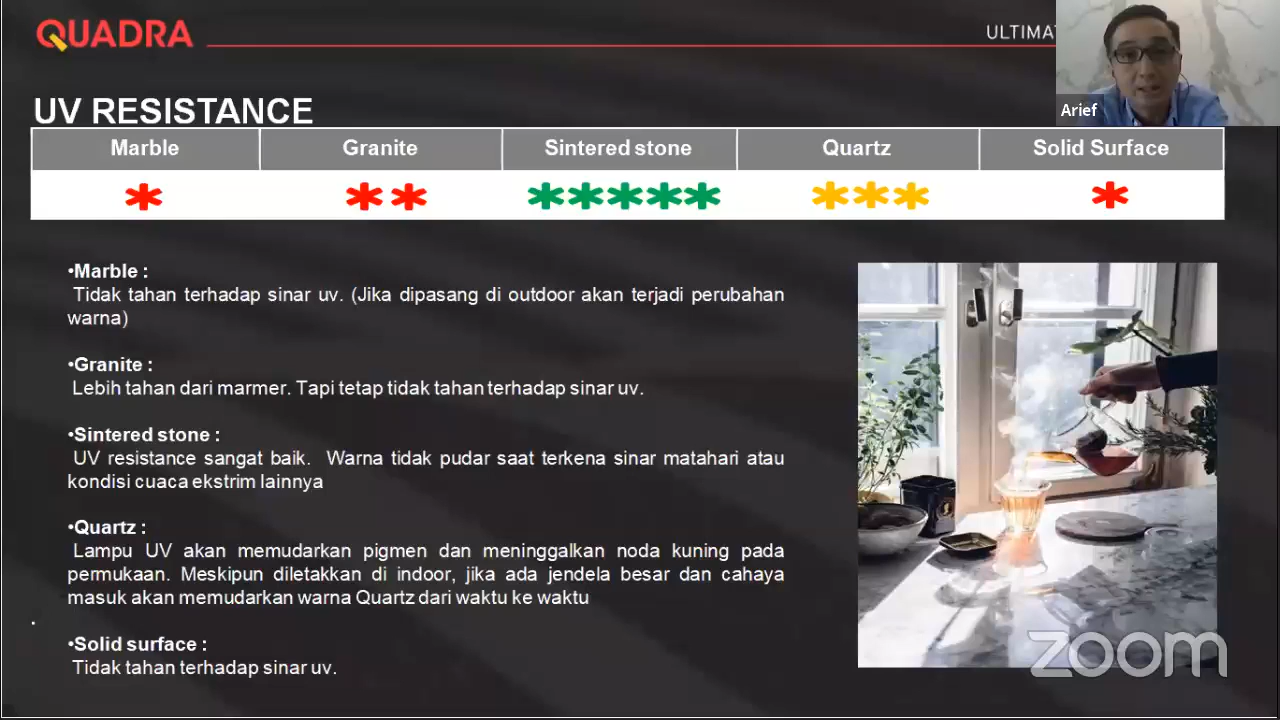 QUADRA
ULTIMAT
Arief
UV RESISTANCE
Marble Granite Sintered stone Quartz Solid Surface
* ** ***** *** *
•Marble :
Tidak tahan terhadap sinar uv. (Jika dipasang di outdoor akan terjadi perubahan
warna)
•Granite :
Lebih tahan dari marmer. Tapi tetap tidak tahan terhadap sinar uv.
•Sintered stone :
UV resistance sangat baik. Warna tidak pudar saat terkena sinar matahari atau
kondisi cuaca ekstrim lainnya
•Quartz :
Lampu UV akan memudarkan pigmen dan meninggalkan noda kuning pada
permukaan. Meskipun diletakkan di indoor, jika ada jendela besar dan cahaya
masuk akan memudarkan warna Quartz dari waktu ke waktu
.
•Solid surface :
Tidak tahan terhadap sinar uv.
zoom